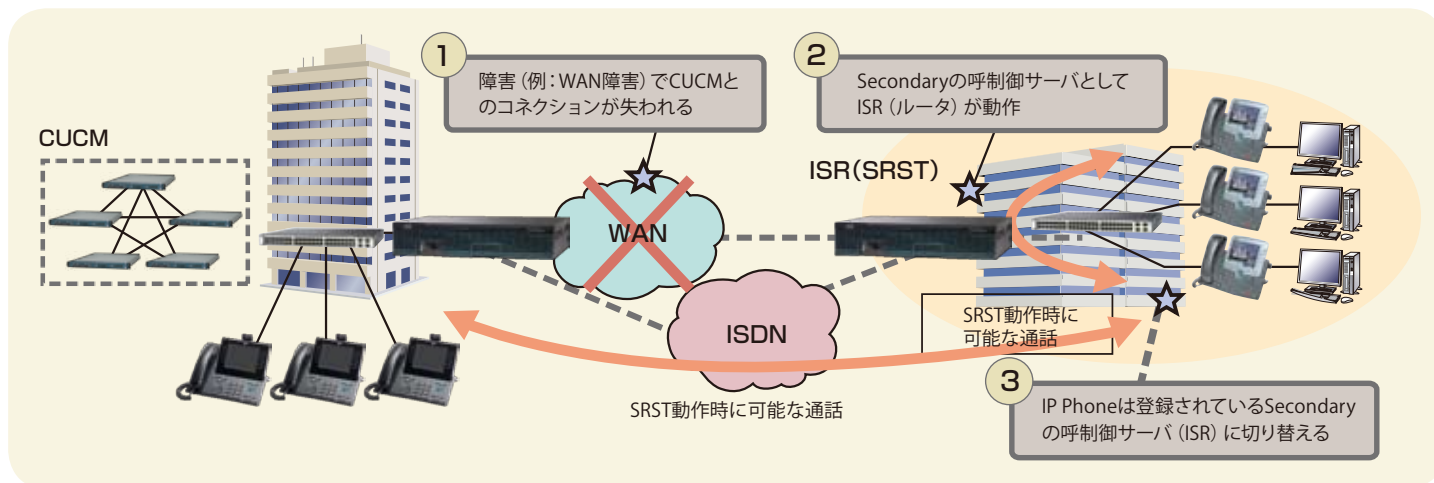 1
障害（例：WAN障害）でCUCMと
のコネクションが失われる
2
Secondaryの呼制御サーバとして
ISR（ルータ）が動作
CUCM
ISR（SRST）
WAN
ISDN
SRST動作時に
可能な通話
SRST動作時に可能な通話
3
IP Phoneは登録されているSecondary
の呼制御サーバ（ISR）に切り替える